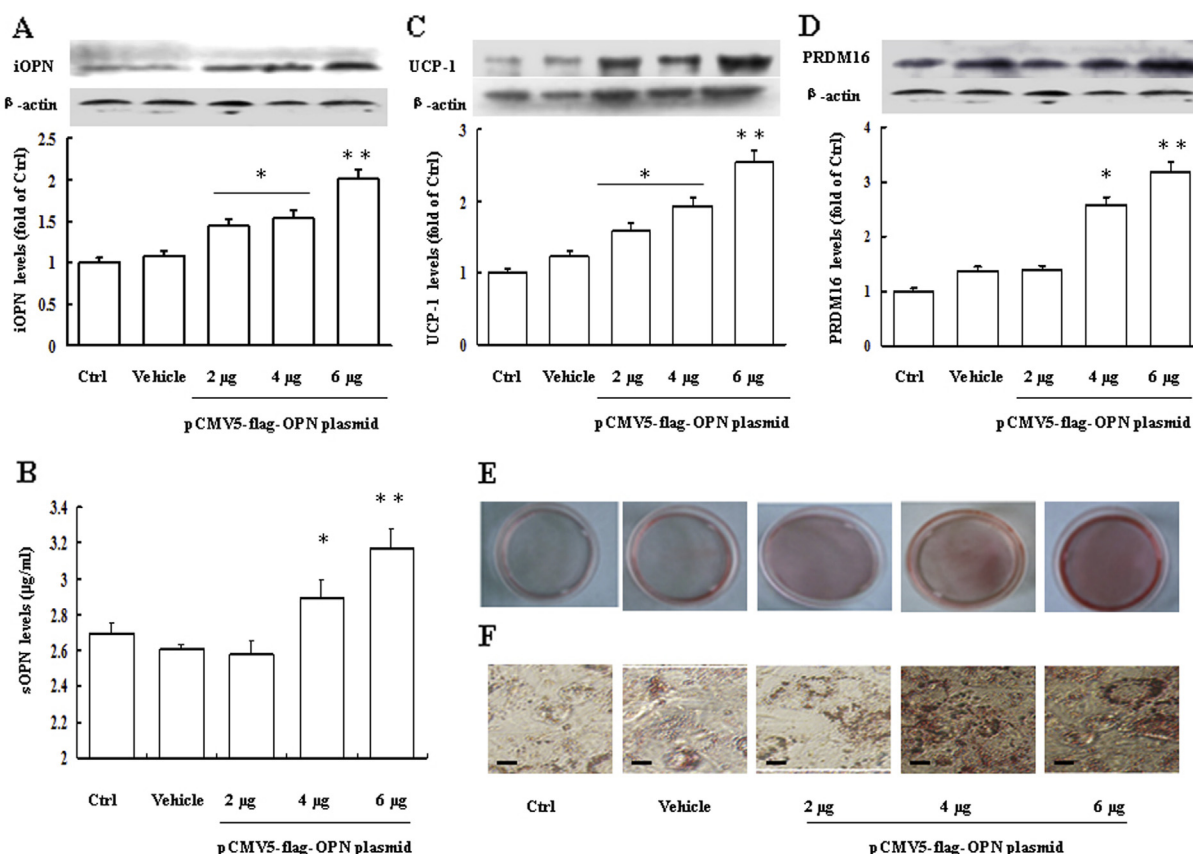 A
iOPN
β-actin
iOPN levels (fold of Ctrl)
2.5
2
1.5
1
0.5
0
*
**
Ctrl Vehicle 2 µg 4 µg 6 µg
pCMV5-flag-OPN plasmid
C
UCP-1
β-actin
UCP-1 levels (fold of Ctrl)
3
2
1
0
*
**
Ctrl Vehicle 2 µg 4 µg 6 µg
pCMV5-flag-OPN plasmid
D
PRDM16
β-actin
PRDM16 levels (fold of Ctrl)
4
3
2
1
0
*
**
Ctrl Vehicle 2 µg 4 µg 6 µg
pCMV5-flag-OPN plasmid
B
sOPN levels (µg/ml)
3.4
3.2
3
2.8
2.6
2.4
2.2
2
*
**
Ctrl Vehicle 2 µg 4 µg 6 µg
pCMV5-flag-OPN plasmid
E
F
Ctrl Vehicle 2 µg 4 µg 6 µg
pCMV5-flag-OPN plasmid